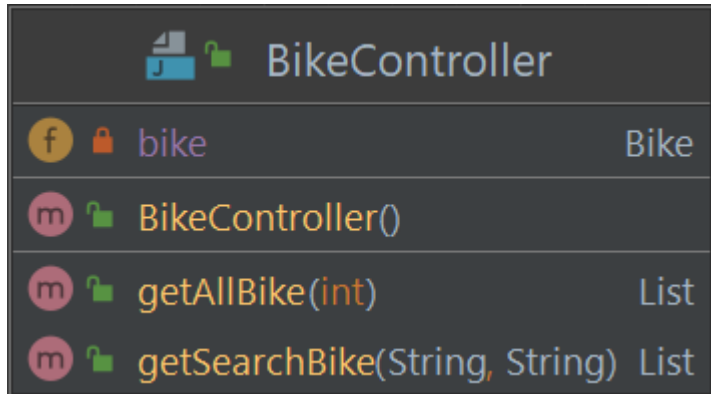 J BikeController
f bike Bike
m BikeController()
m getAllBike(int) List
m getSearchBike(String, String) List